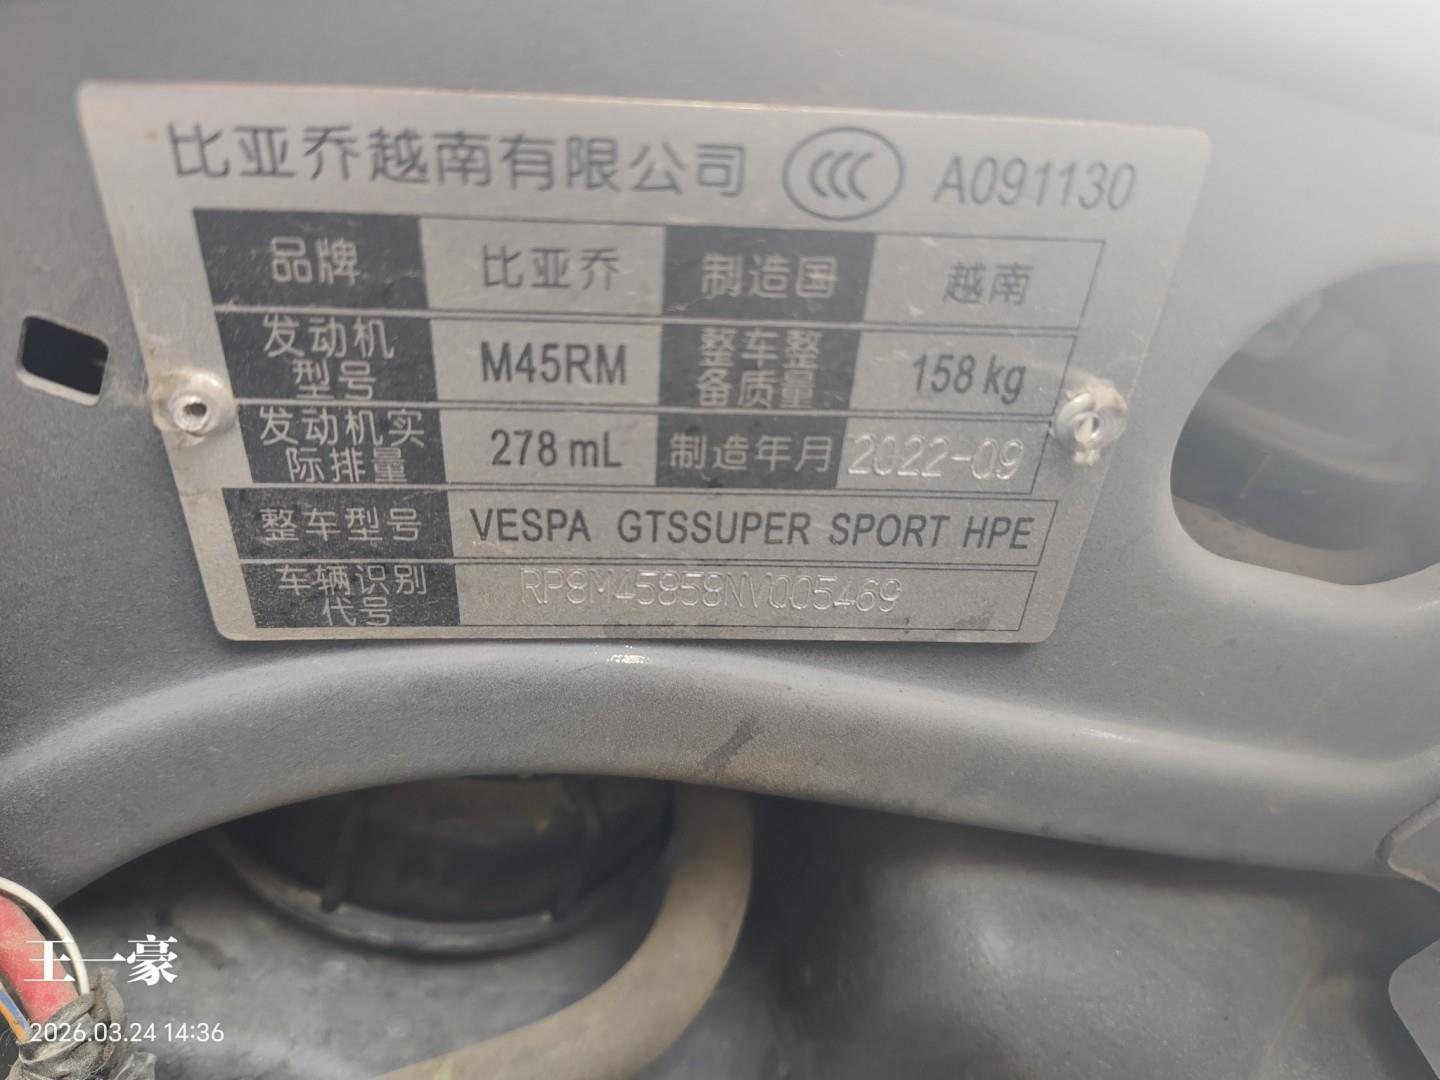 比亚乔越南有限公司 CCC A091130
品牌 比亚乔 制造国 越南
发动机型号 M45RM 整车整备质量 158 kg
发动机实际排量 278 mL 制造年月 2022-09
整车型号 VESPA GTSSUPER SPORT HPE
车辆识别代号 RP8M45858NV005469
王一豪
2026.03.24 14:36